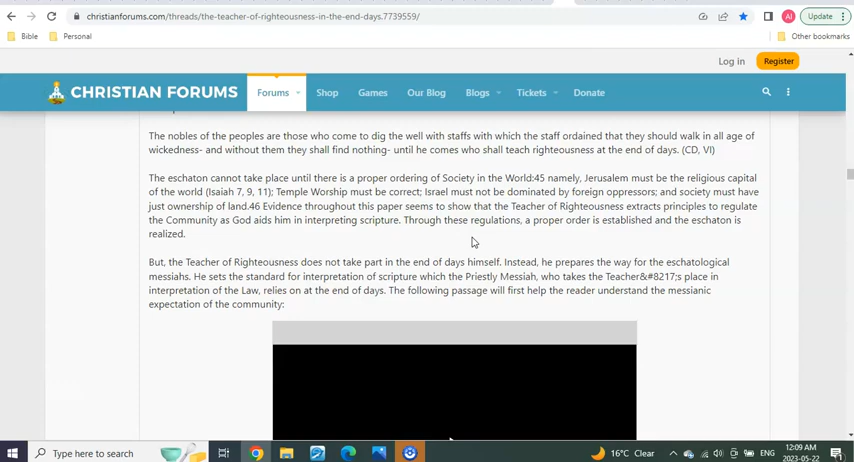 christianforums.com/threads/the-teacher-of-righteousness-in-the-end-days.7739559/
AI
Update
Bible
Personal
Other bookmarks
Log in
Register
CHRISTIAN FORUMS
Forums
Shop
Games
Our Blog
Blogs
Tickets
Donate
The nobles of the peoples are those who come to dig the well with staffs with which the staff ordained that they should walk in all age of
wickedness- and without them they shall find nothing- until he comes who shall teach righteousness at the end of days. (CD, VI)
The eschaton cannot take place until there is a proper ordering of Society in the World:45 namely, Jerusalem must be the religious capital
of the world (Isaiah 7, 9, 11); Temple Worship must be correct; Israel must not be dominated by foreign oppressors; and society must have
just ownership of land.46 Evidence throughout this paper seems to show that the Teacher of Righteousness extracts principles to regulate
the Community as God aids him in interpreting scripture. Through these regulations, a proper order is established and the eschaton is
realized.
But, the Teacher of Righteousness does not take part in the end of days himself. Instead, he prepares the way for the eschatological
messiahs. He sets the standard for interpretation of scripture which the Priestly Messiah, who takes the Teacher&#8217;s place in
interpretation of the Law, relies on at the end of days. The following passage will first help the reader understand the messianic
expectation of the community:
Type here to search
16°C Clear
ENG
12:09 AM
2023-05-22
1